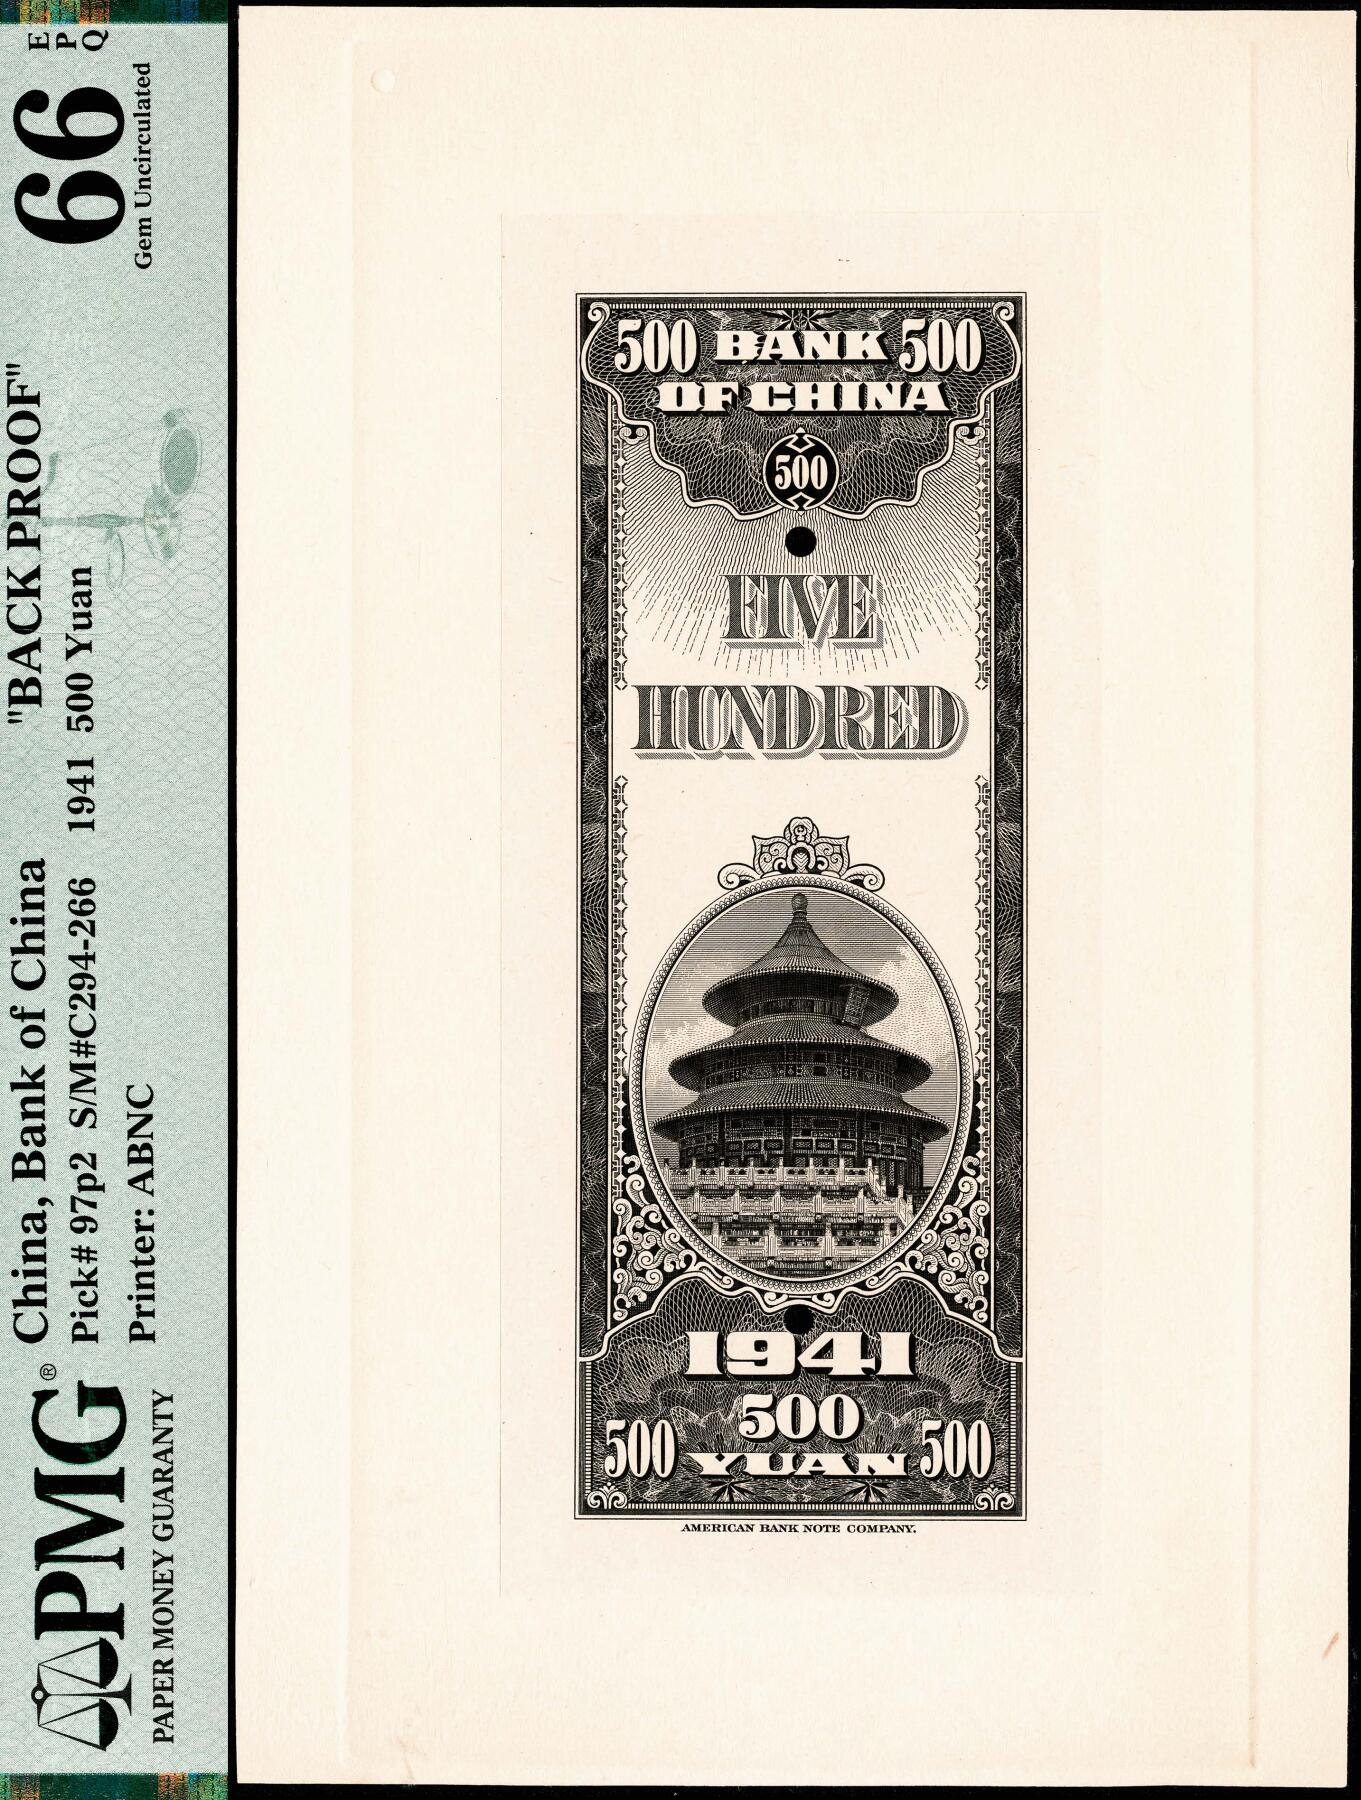 China, Bank of China "BACK PROOF"
Pick# 97p2 S/M#C294-266 1941 500 Yuan
Printer: ABNC
PMG®
PAPER MONEY GUARANTY
66
EPQ
Gem Uncirculated
500 BANK 500
OF CHINA
500
FIVE
HUNDRED
1941
500
500 YUAN 500
AMERICAN BANK NOTE COMPANY.